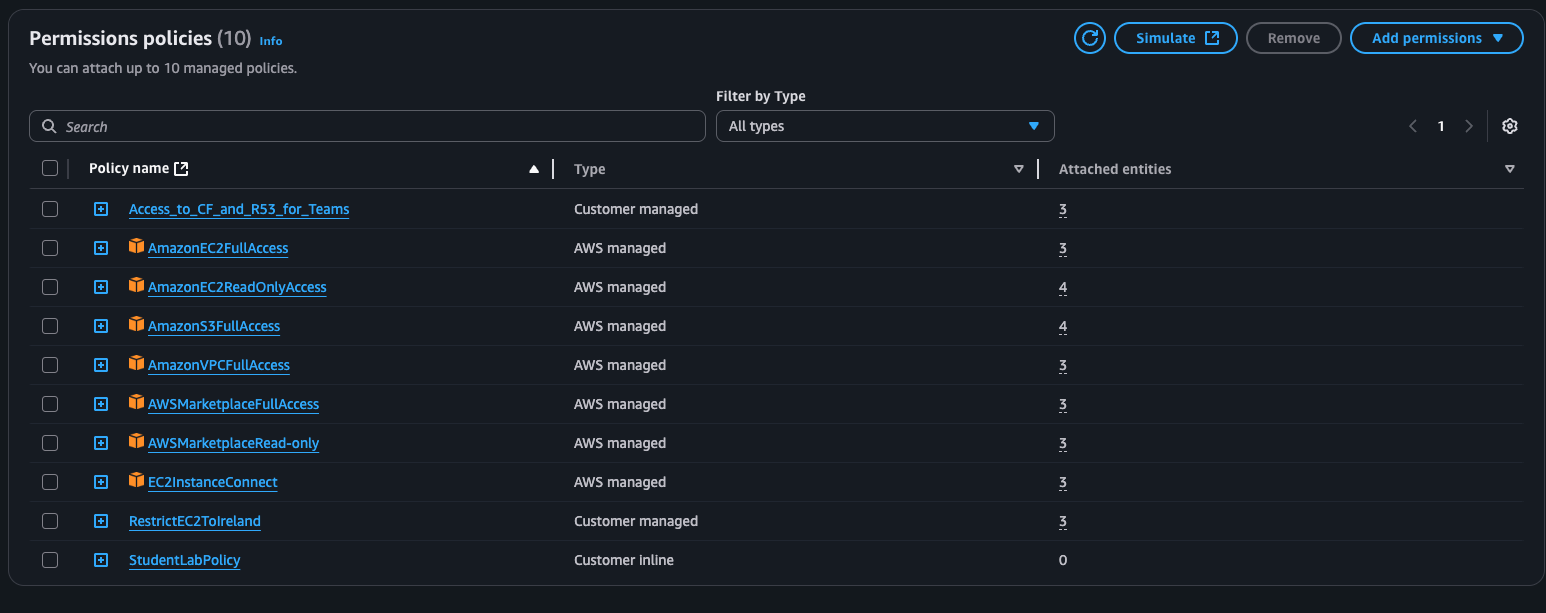 Permissions policies (10) Info
You can attach up to 10 managed policies.
Simulate
Remove
Add permissions
Filter by Type
Search
All types
1
Policy name Type Attached entities
Access_to_CF_and_R53_for_Teams Customer managed 3
AmazonEC2FullAccess AWS managed 3
AmazonEC2ReadOnlyAccess AWS managed 4
AmazonS3FullAccess AWS managed 4
AmazonVPCFullAccess AWS managed 3
AWSMarketplaceFullAccess AWS managed 3
AWSMarketplaceRead-only AWS managed 3
EC2InstanceConnect AWS managed 3
RestrictEC2ToIreland Customer managed 3
StudentLabPolicy Customer inline 0